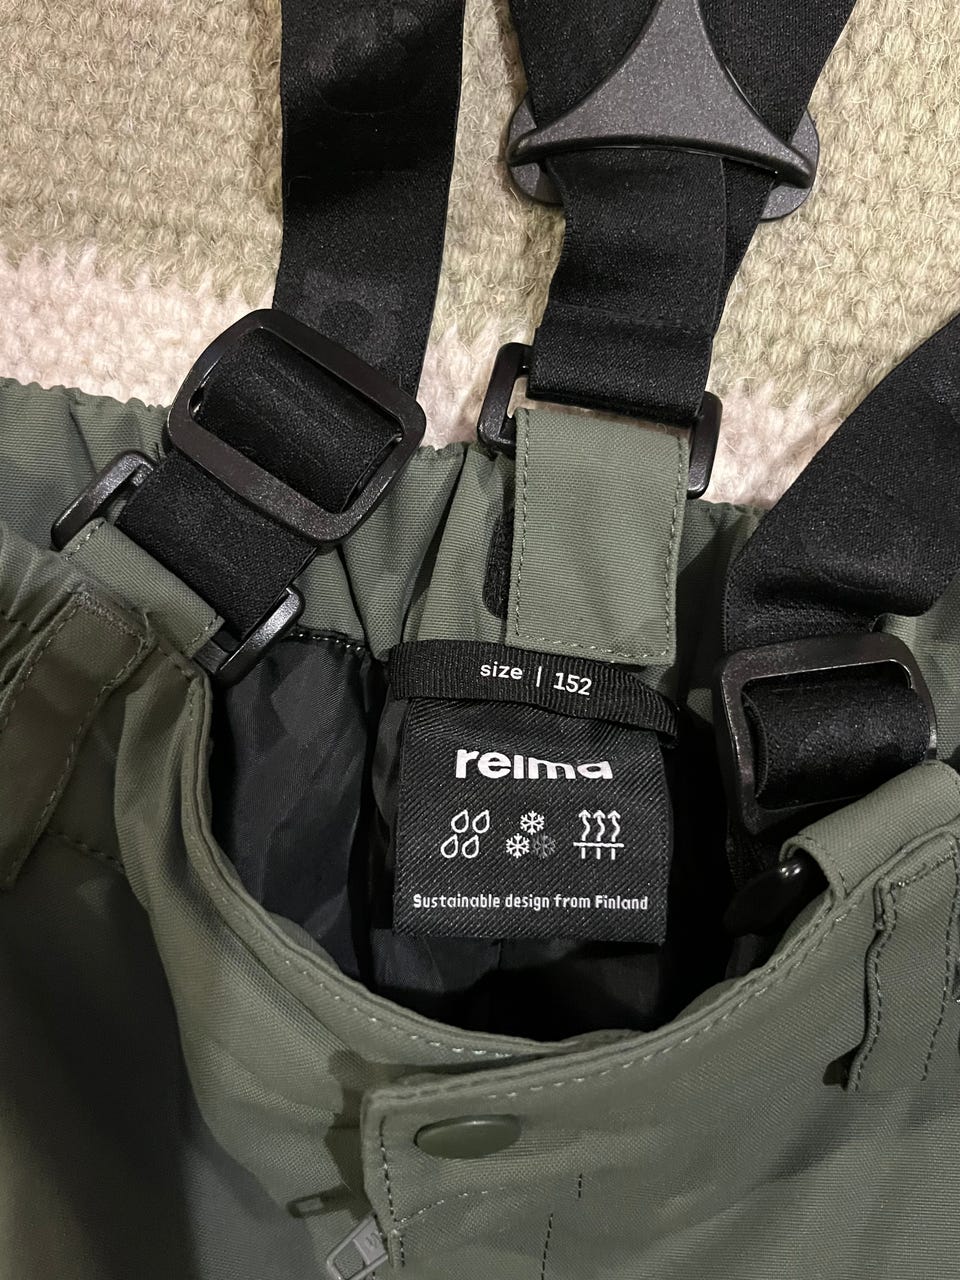 size | 152
reima
Sustainable design from Finland